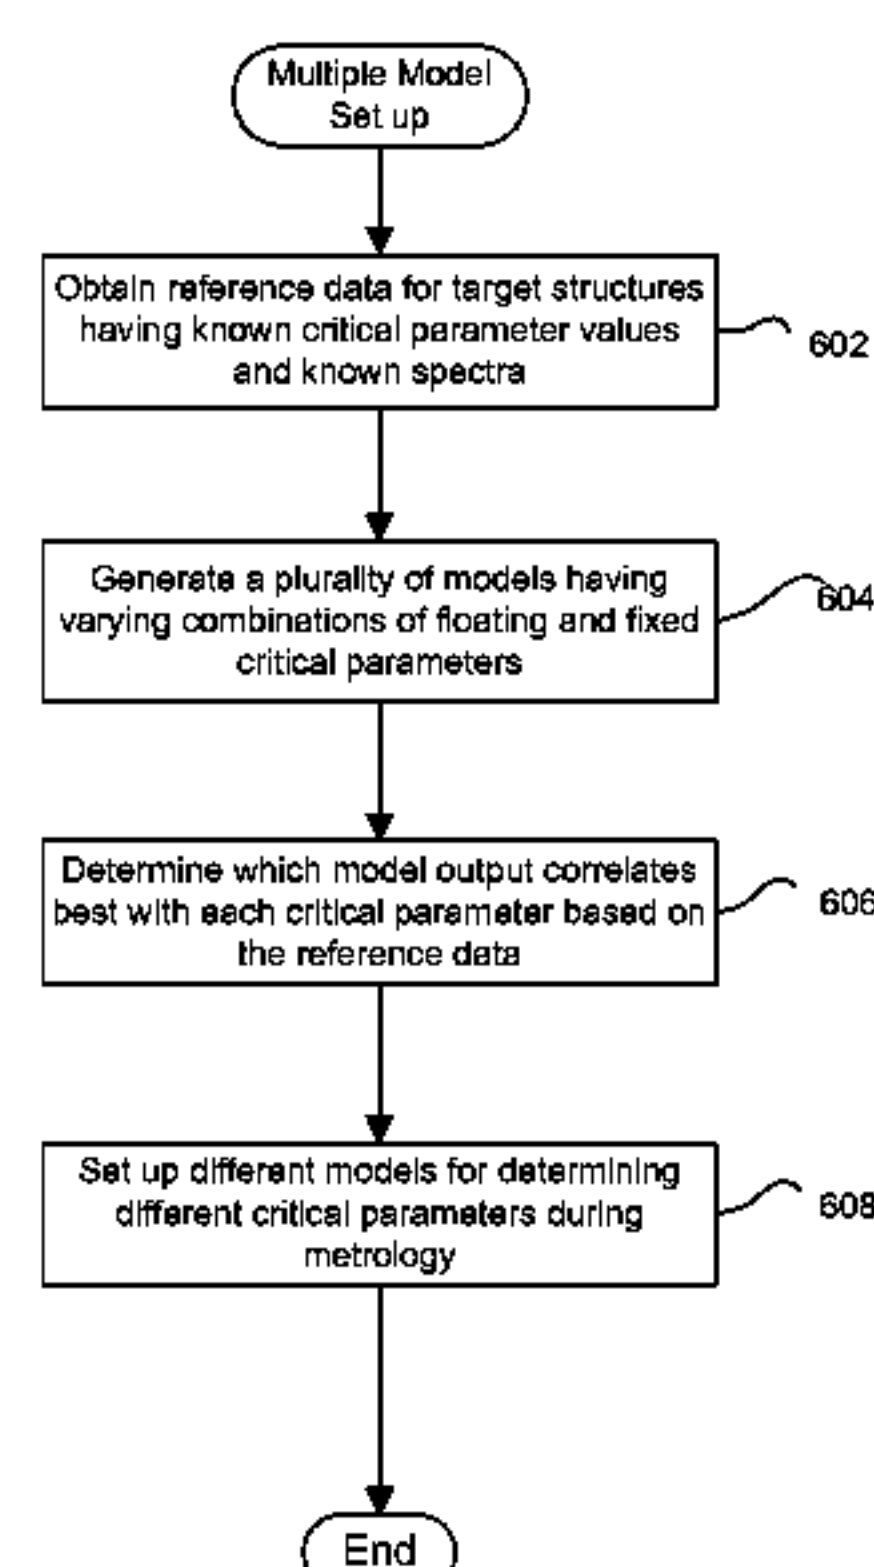 Multiple Model
Set up
Obtain reference data for target structures
having known critical parameter values
and known spectra
602
Generate a plurality of models having
varying combinations of floating and fixed
critical parameters
604
Determine which model output correlates
best with each critical parameter based on
the reference data
606
Set up different models for determining
different critical parameters during
metrology
608
End